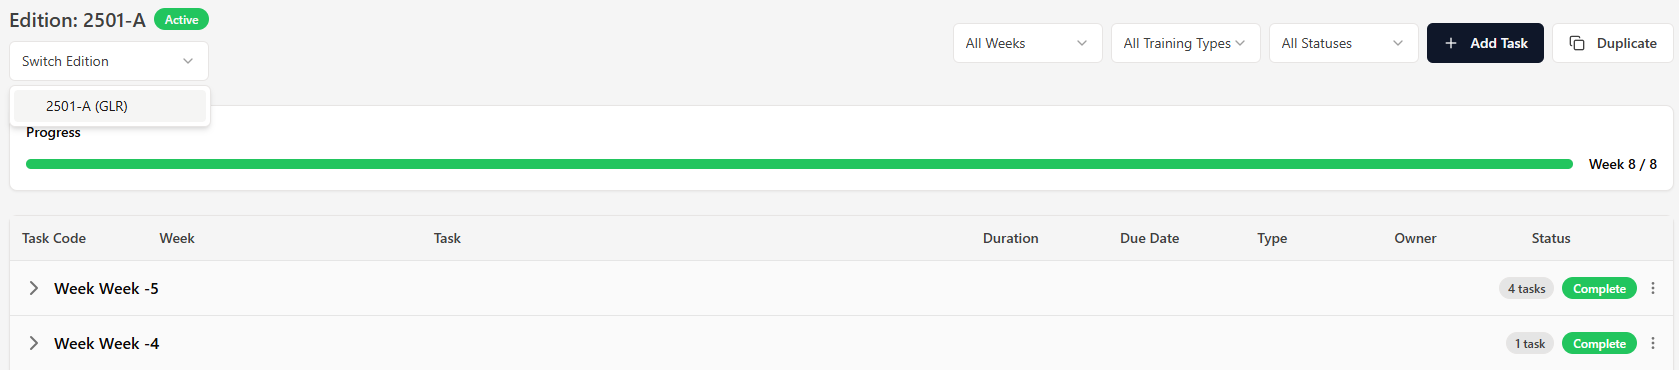 Edition: 2501-A Active
Switch Edition
All Weeks All Training Types All Statuses + Add Task Duplicate
2501-A (GLR)
Progress
Week 8 / 8
Task Code Week Task Duration Due Date Type Owner Status
Week Week -5 4 tasks Complete
Week Week -4 1 task Complete